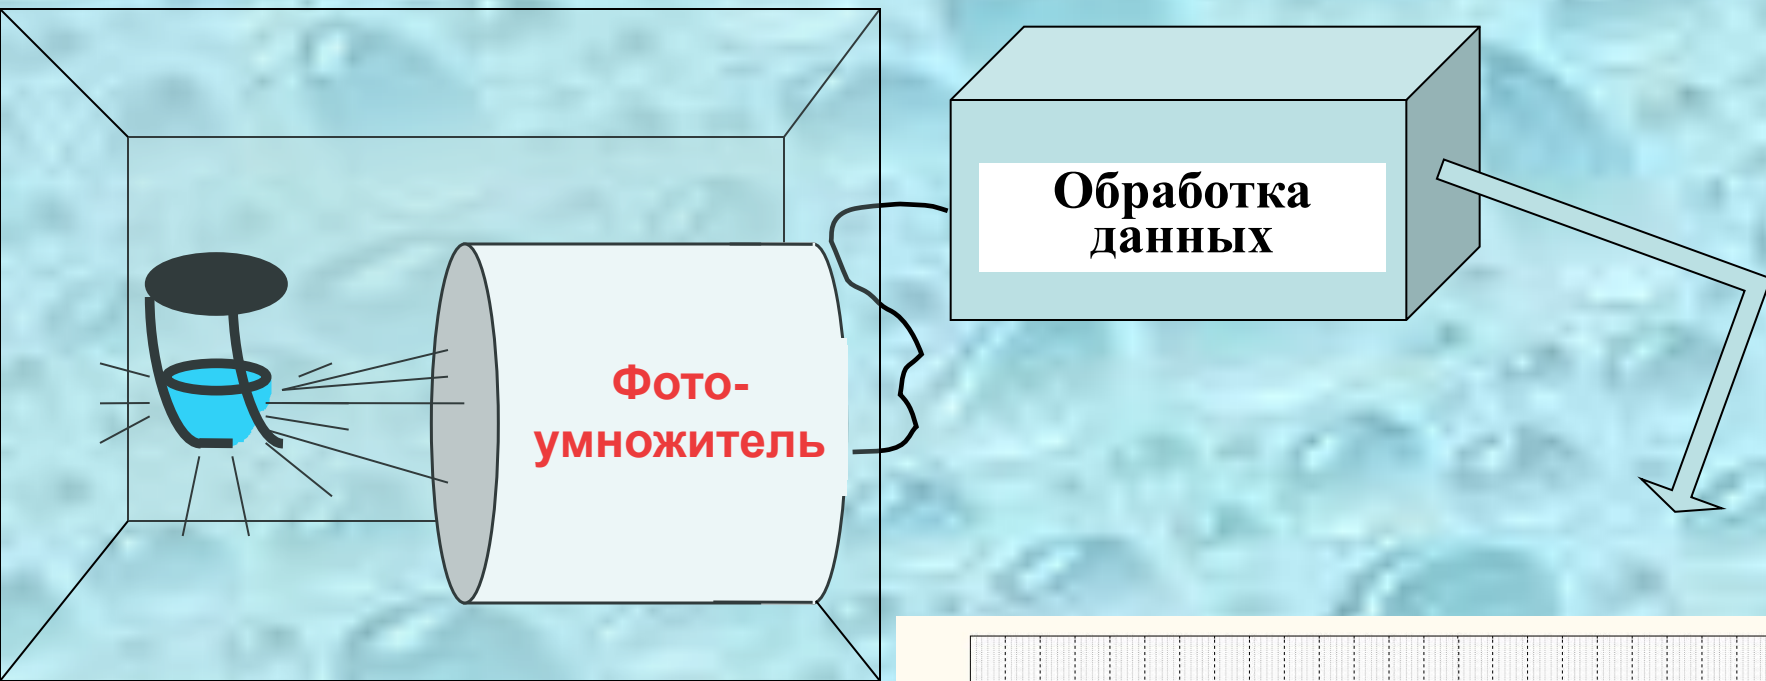 Обработка
данных
Фото-
умножитель